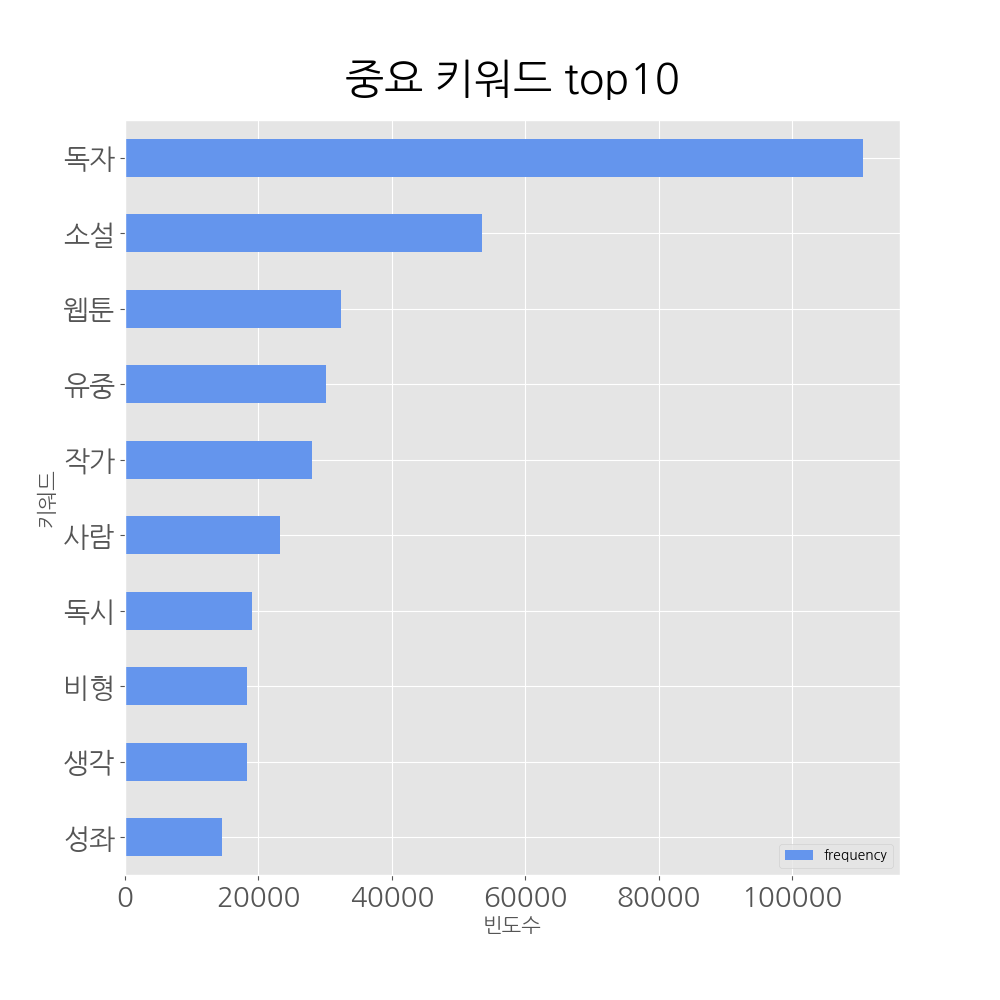 중요 키워드 top10
독자
소설
웹툰
유중
작가
사람
독시
비형
생각
성좌
키워드
frequency
0 20000 40000 60000 80000 100000
빈도수